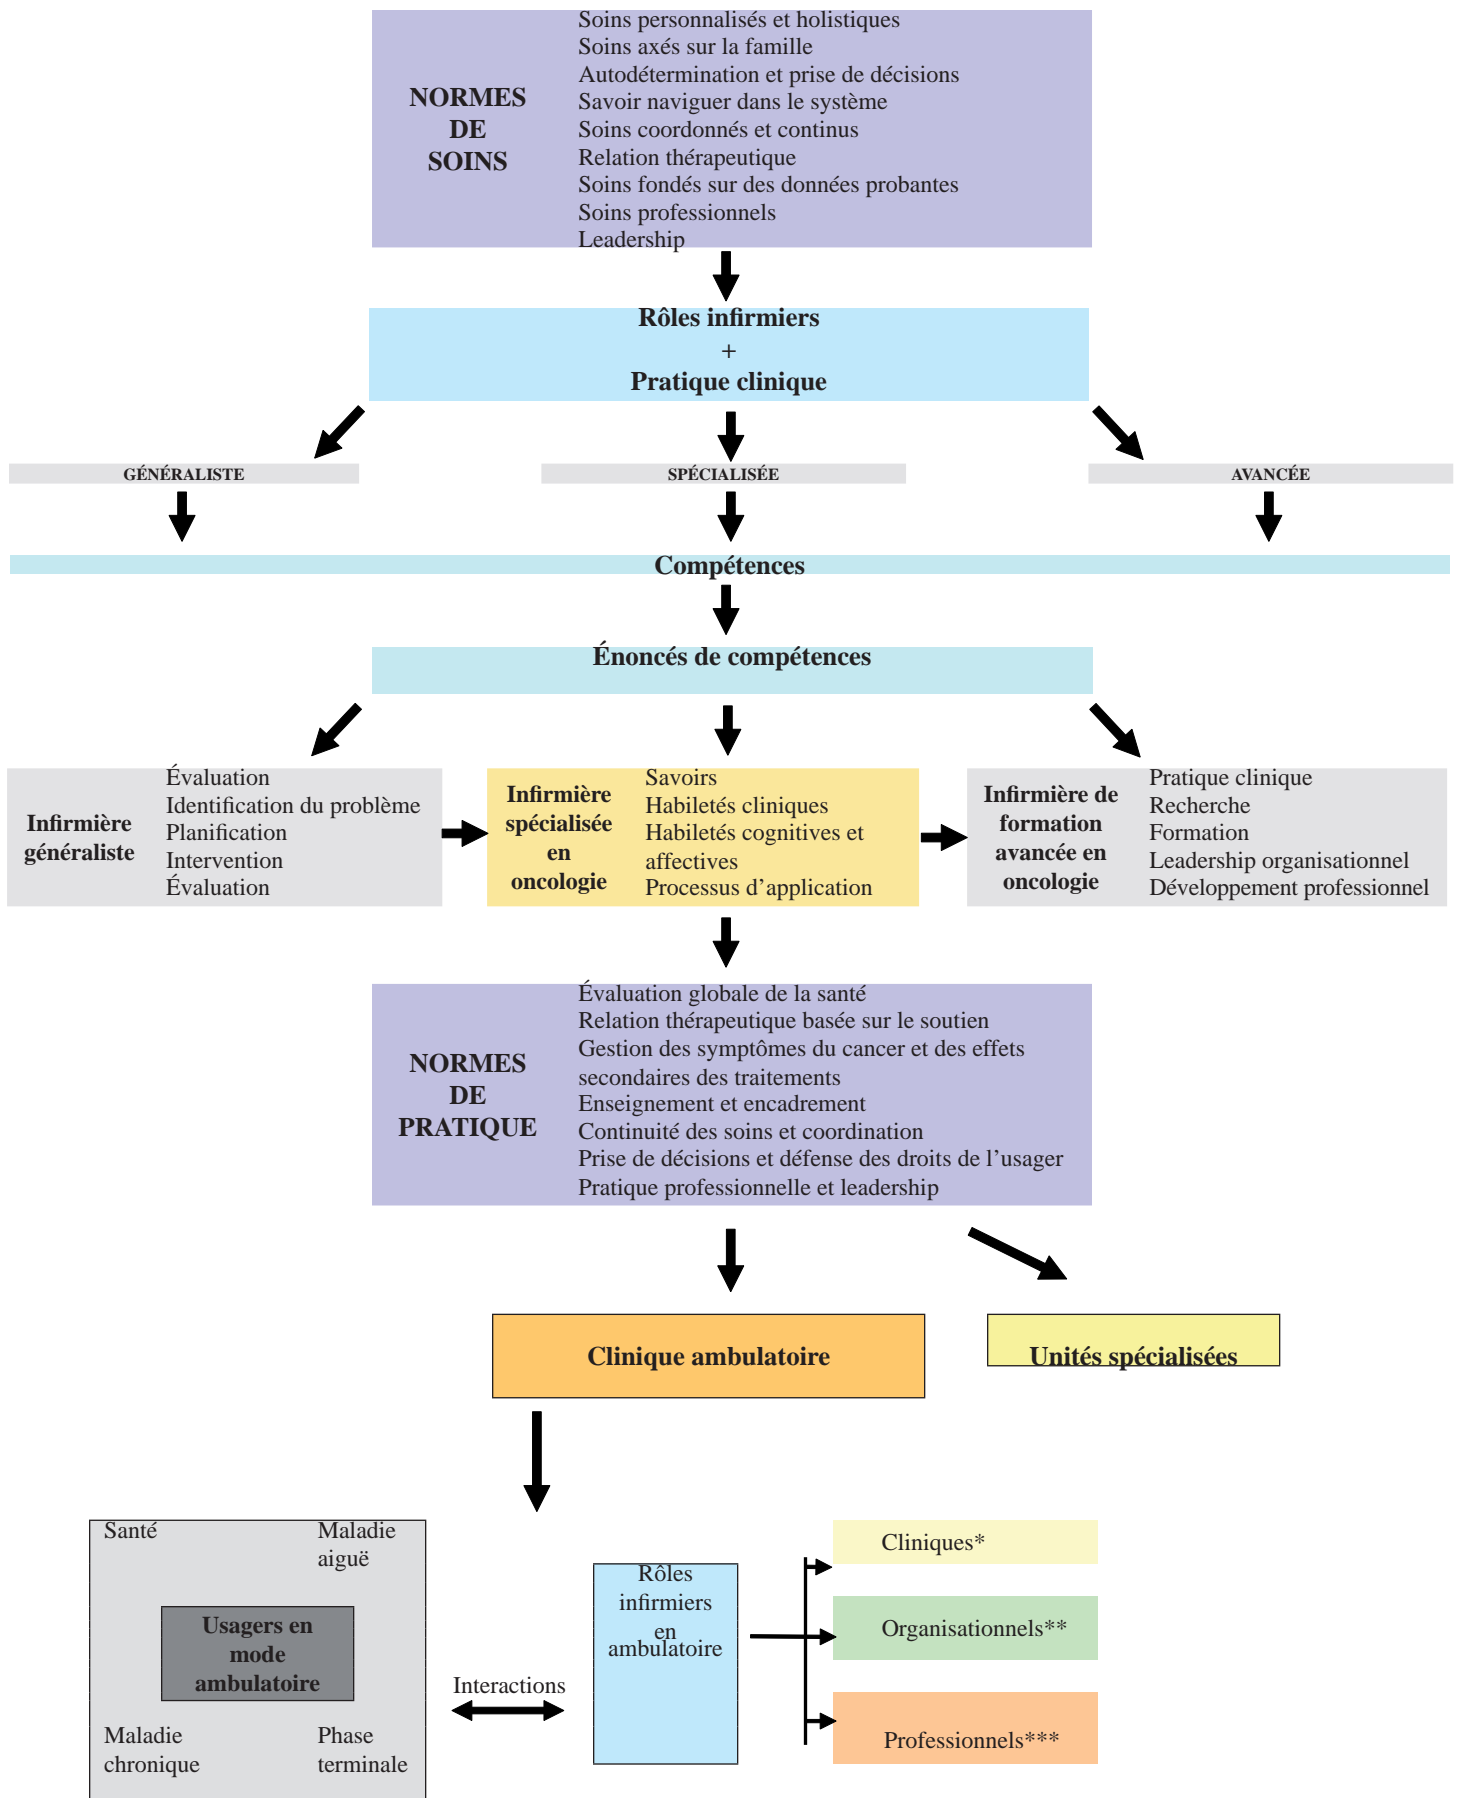 NORMES
DE
SOINS
Soins personnalisés et holistiques
Soins axés sur la famille
Autodétermination et prise de décisions
Savoir naviguer dans le système
Soins coordonnés et continus
Relation thérapeutique
Soins fondés sur des données probantes
Soins professionnels
Leadership
Rôles infirmiers
+
Pratique clinique
GÉNÉRALISTE
SPÉCIALISÉE
AVANCÉE
Compétences
Énoncés de compétences
Infirmière
généraliste
Évaluation
Identification du problème
Planification
Intervention
Évaluation
Infirmière
spécialisée
en
oncologie
Savoirs
Habiletés cliniques
Habiletés cognitives et
affectives
Processus d’application
Infirmière de
formation
avancée en
oncologie
Pratique clinique
Recherche
Formation
Leadership organisationnel
Développement professionnel
NORMES
DE
PRATIQUE
Évaluation globale de la santé
Relation thérapeutique basée sur le soutien
Gestion des symptômes du cancer et des effets
secondaires des traitements
Enseignement et encadrement
Continuité des soins et coordination
Prise de décisions et défense des droits de l’usager
Pratique professionnelle et leadership
Clinique ambulatoire
Unités spécialisées
Santé
Maladie
aiguë
Usagers en
mode
ambulatoire
Maladie
chronique
Phase
terminale
Interactions
Rôles
infirmiers
en
ambulatoire
Cliniques*
Organisationnels**
Professionnels***